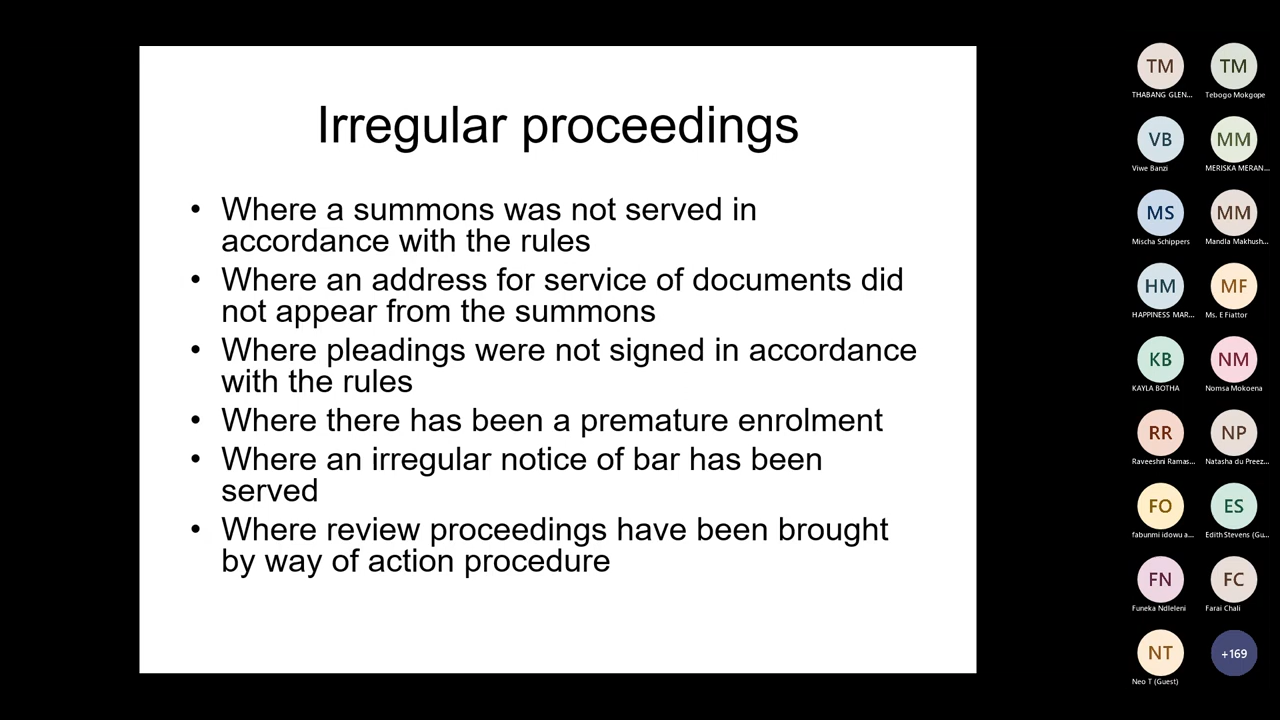 Irregular proceedings
• Where a summons was not served in
accordance with the rules
• Where an address for service of documents did
not appear from the summons
• Where pleadings were not signed in accordance
with the rules
• Where there has been a premature enrolment
• Where an irregular notice of bar has been
served
• Where review proceedings have been brought
by way of action procedure
TM TM
THABANG GLEN... Tebogo Mokgope
VB MM
Viwe Banzi MERISKA MERAN...
MS MM
Mischa Schippers Mandla Makhush...
HM MF
HAPPINESS MAR... Ms. E Fiattor
KB NM
KAYLA BOTHA Nomsa Mokoena
RR NP
Raveeshni Ramas... Natasha du Preez...
FO ES
fabunmi idowu a... Edith Stevens (Gu...
FN FC
Funeka Ndleleni Farai Chali
NT +169
Neo T (Guest)